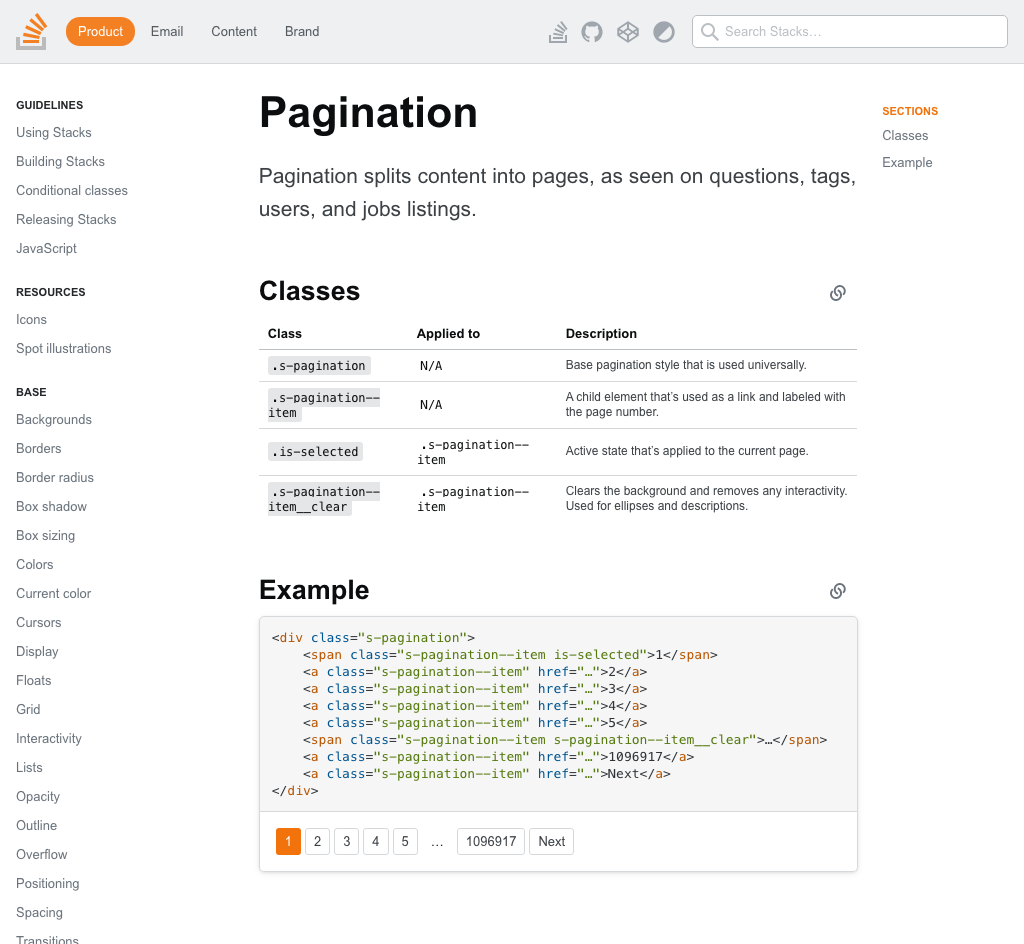 Product
Email
Content
Brand
Search Stacks…
GUIDELINES
Using Stacks
Building Stacks
Conditional classes
Releasing Stacks
JavaScript
RESOURCES
Icons
Spot illustrations
BASE
Backgrounds
Borders
Border radius
Box shadow
Box sizing
Colors
Current color
Cursors
Display
Floats
Grid
Interactivity
Lists
Opacity
Outline
Overflow
Positioning
Spacing
Transitions
Pagination
Pagination splits content into pages, as seen on questions, tags,
users, and jobs listings.
Classes
Class Applied to Description
.s-pagination N/A Base pagination style that is used universally.
.s-pagination--
item
N/A
A child element that’s used as a link and labeled with
the page number.
.is-selected
.s-pagination--
item
Active state that’s applied to the current page.
.s-pagination--
item__clear
.s-pagination--
item
Clears the background and removes any interactivity.
Used for ellipses and descriptions.
Example
<div class="s-pagination">
    <span class="s-pagination--item is-selected">1</span>
    <a class="s-pagination--item" href="…">2</a>
    <a class="s-pagination--item" href="…">3</a>
    <a class="s-pagination--item" href="…">4</a>
    <a class="s-pagination--item" href="…">5</a>
    <span class="s-pagination--item s-pagination--item__clear">…</span>
    <a class="s-pagination--item" href="…">1096917</a>
    <a class="s-pagination--item" href="…">Next</a>
</div>
1 2 3 4 5 … 1096917 Next
SECTIONS
Classes
Example